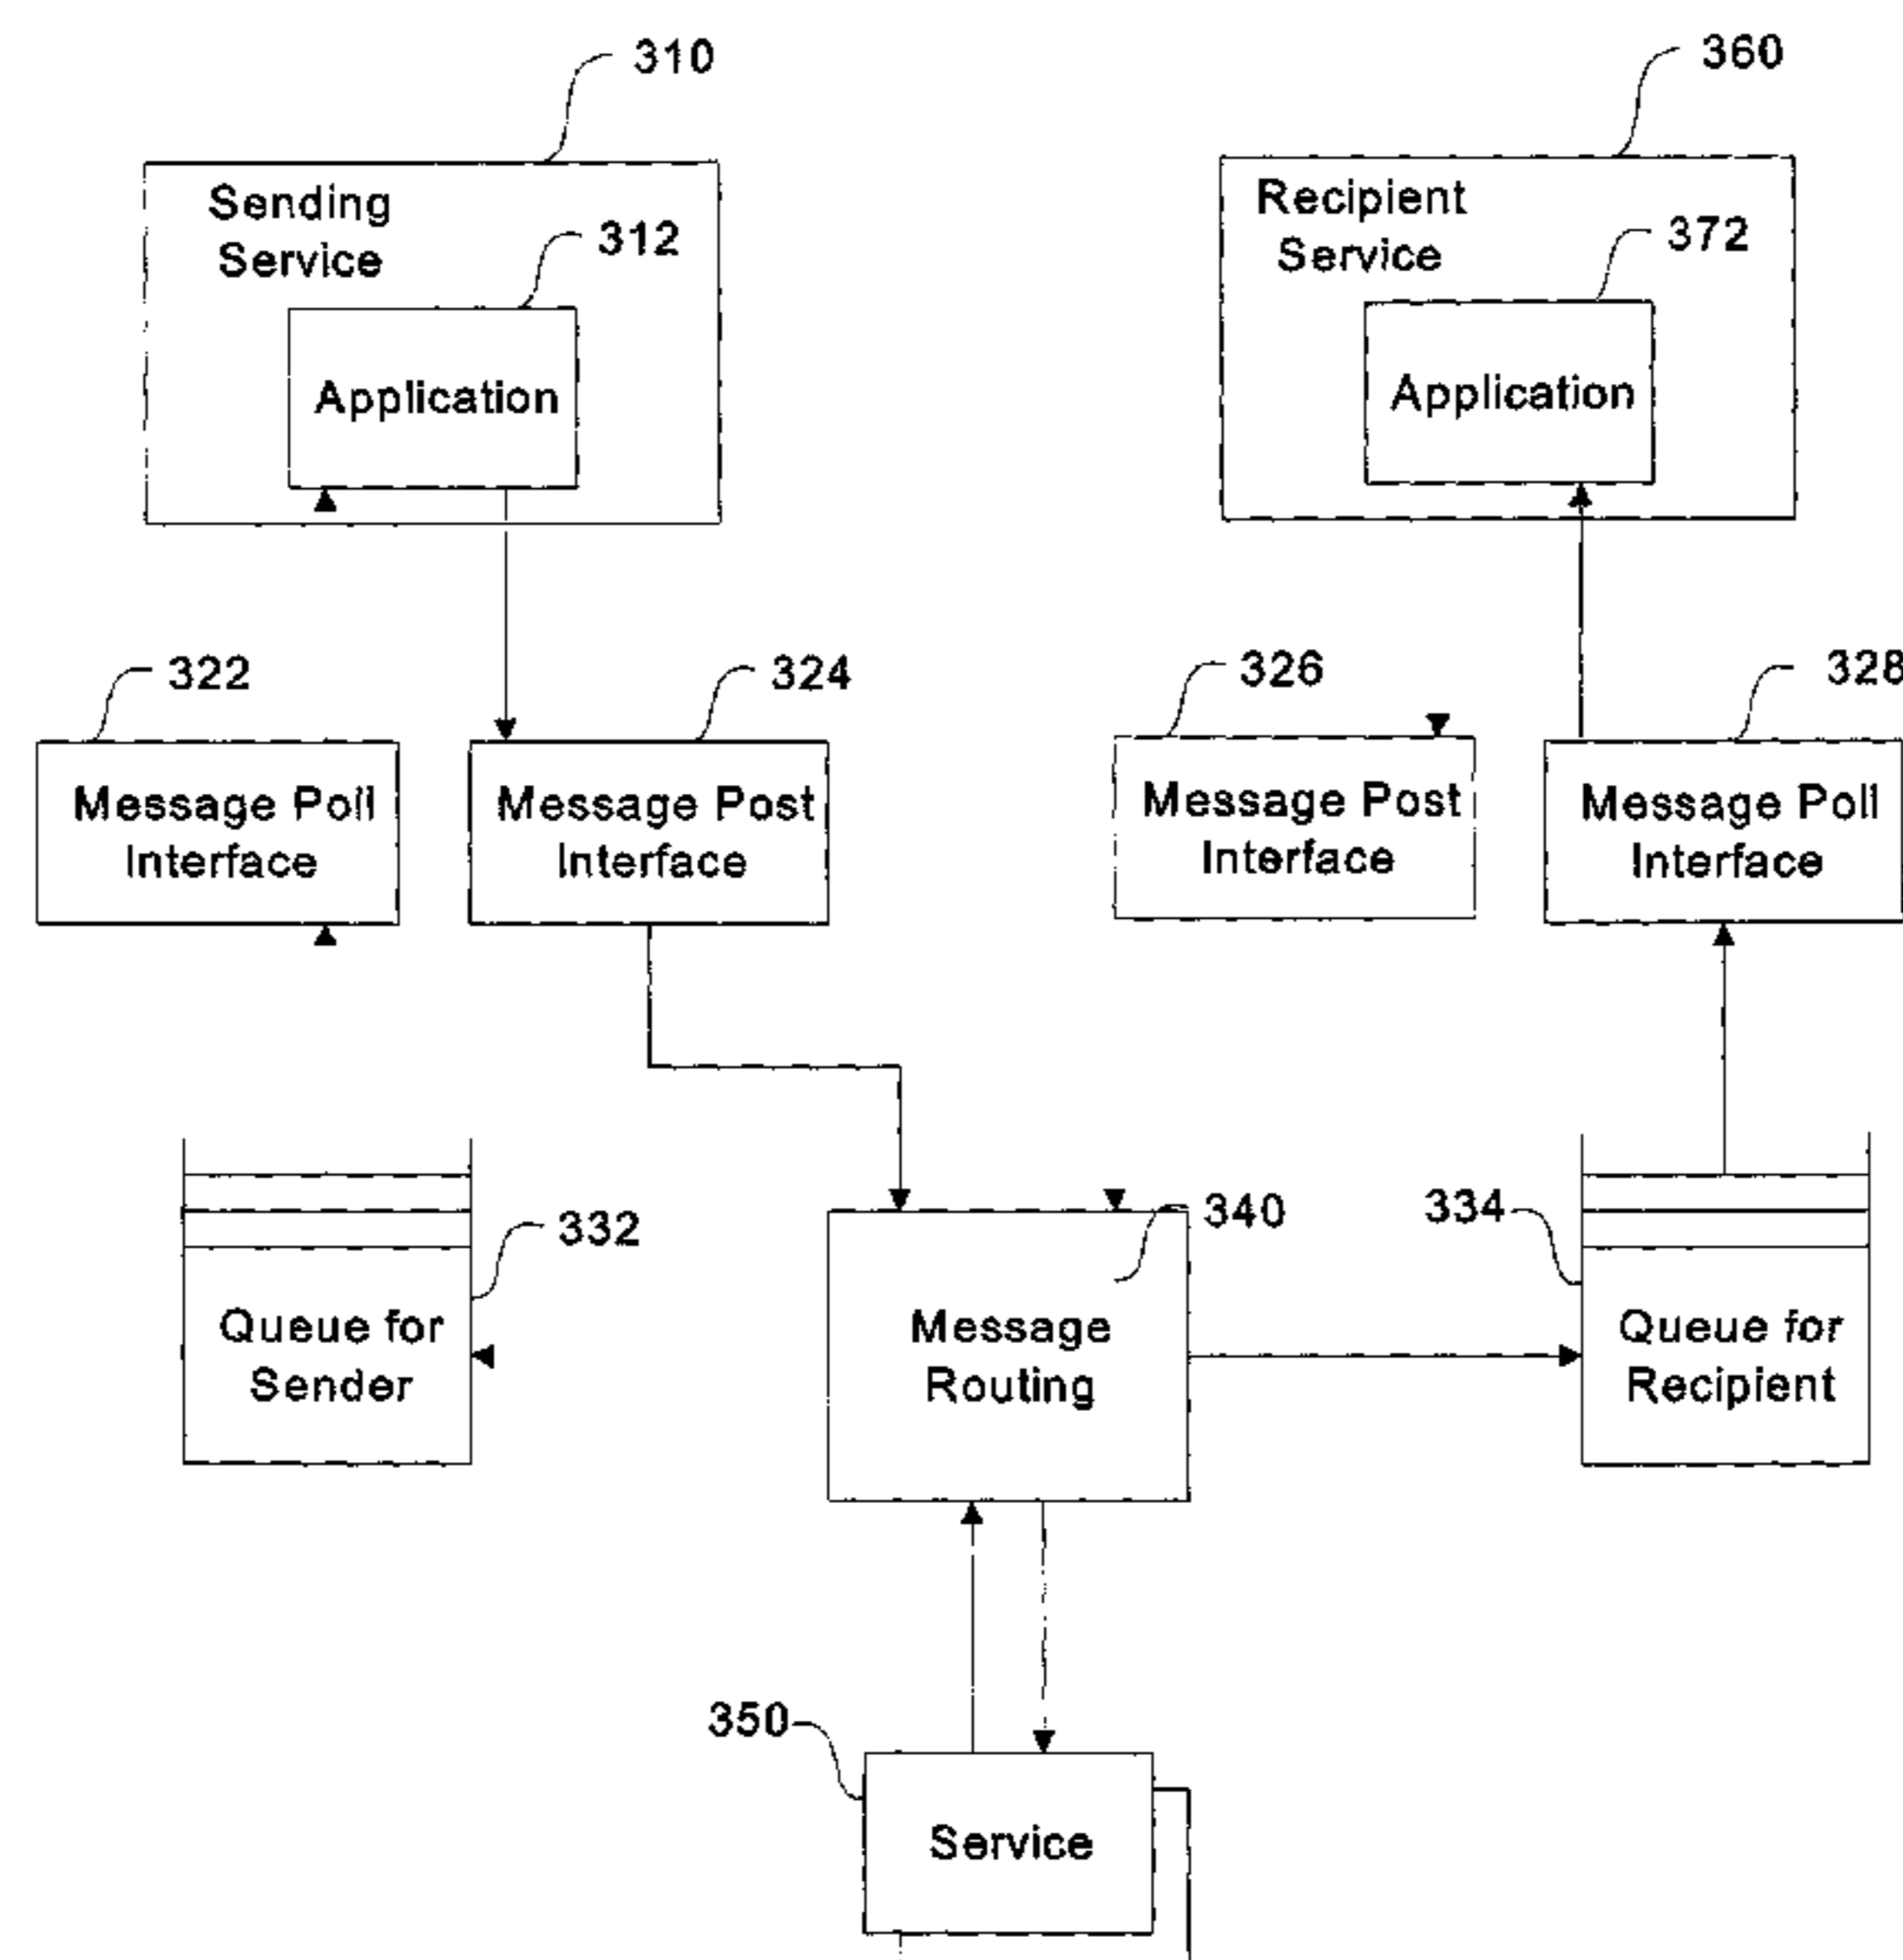 310
360
Sending
Service
312
Recipient
Service
372
Application
Application
322
324
326
328
Message Poll
Interface
Message Post
Interface
Message Post
Interface
Message Poll
Interface
332
340
334
Queue for
Sender
Message
Routing
Queue for
Recipient
350
Service